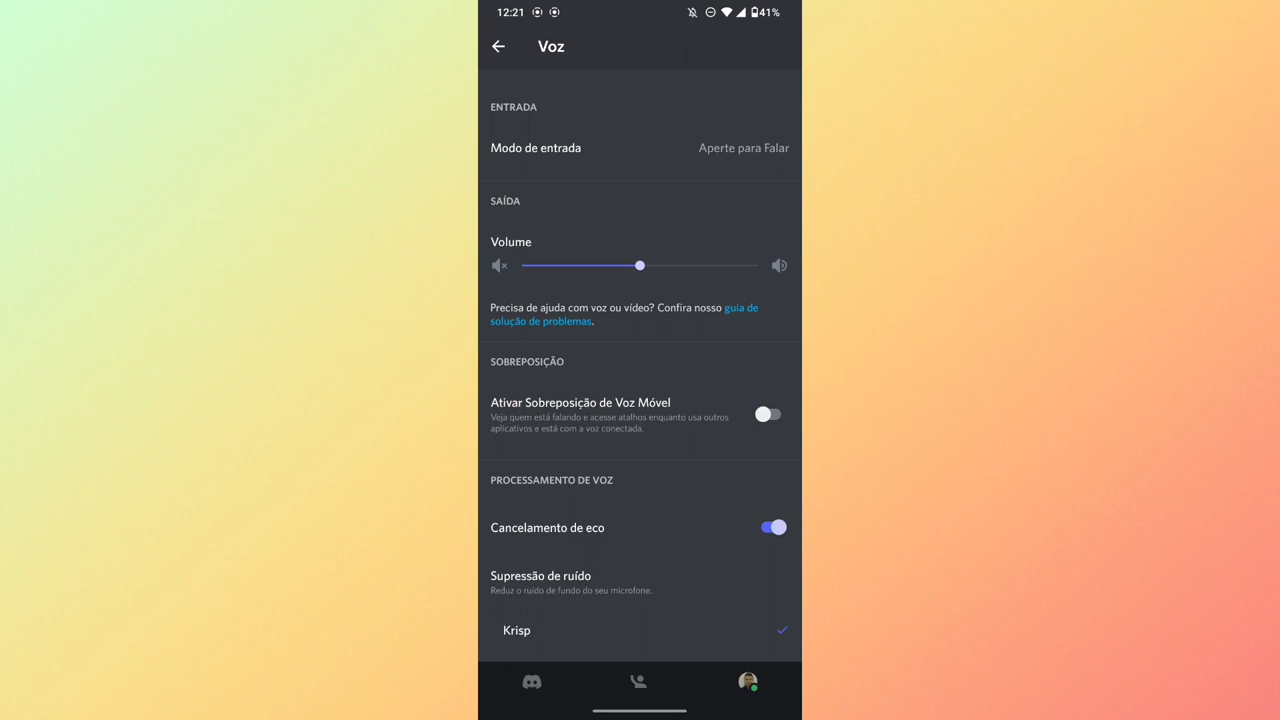 12:21
41%
Voz
ENTRADA
Modo de entrada
Aperte para Falar
SAÍDA
Volume
Precisa de ajuda com voz ou vídeo? Confira nosso guia de
solução de problemas.
SOBREPOSIÇÃO
Ativar Sobreposição de Voz Móvel
Veja quem está falando e acesse atalhos enquanto usa outros
aplicativos e está com a voz conectada.
PROCESSAMENTO DE VOZ
Cancelamento de eco
Supressão de ruído
Reduz o ruído de fundo do seu microfone.
Krisp